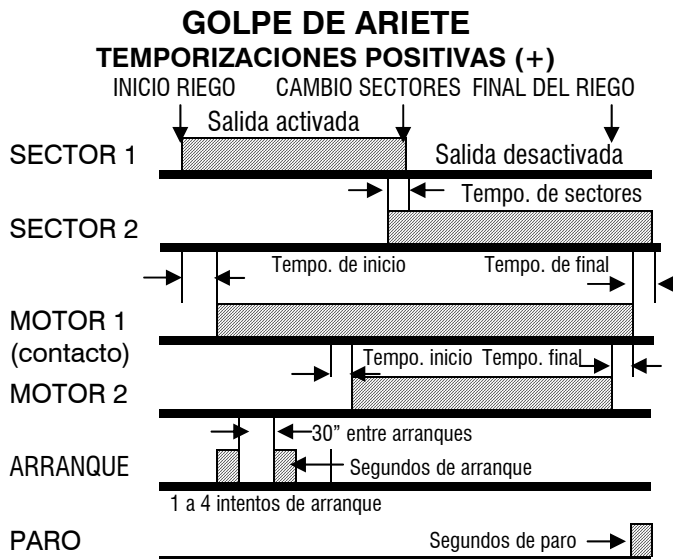 GOLPE DE ARIETE
TEMPORIZACIONES POSITIVAS (+)
INICIO RIEGO CAMBIO SECTORES FINAL DEL RIEGO
Salida activada
SECTOR 1
Salida desactivada
Tempo. de sectores
SECTOR 2
Tempo. de inicio
Tempo. de final
MOTOR 1
(contacto)
Tempo. inicio Tempo. final
MOTOR 2
30” entre arranques
ARRANQUE
Segundos de arranque
1 a 4 intentos de arranque
PARO
Segundos de paro